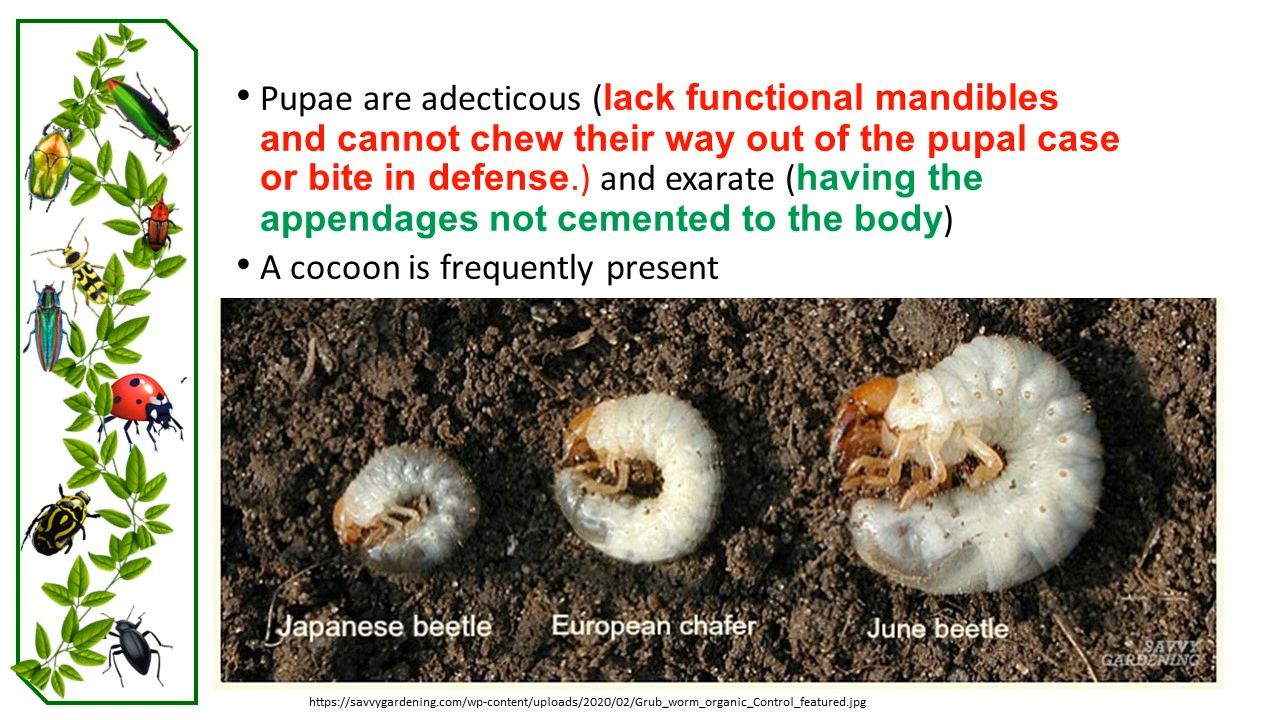 • Pupae are adecticous (lack functional mandibles
and cannot chew their way out of the pupal case
or bite in defense.) and exarate (having the
appendages not cemented to the body)
• A cocoon is frequently present
Japanese beetle
European chafer
June beetle
SAVVY
GARDENING
https://savvygardening.com/wp-content/uploads/2020/02/Grub_worm_organic_Control_featured.jpg